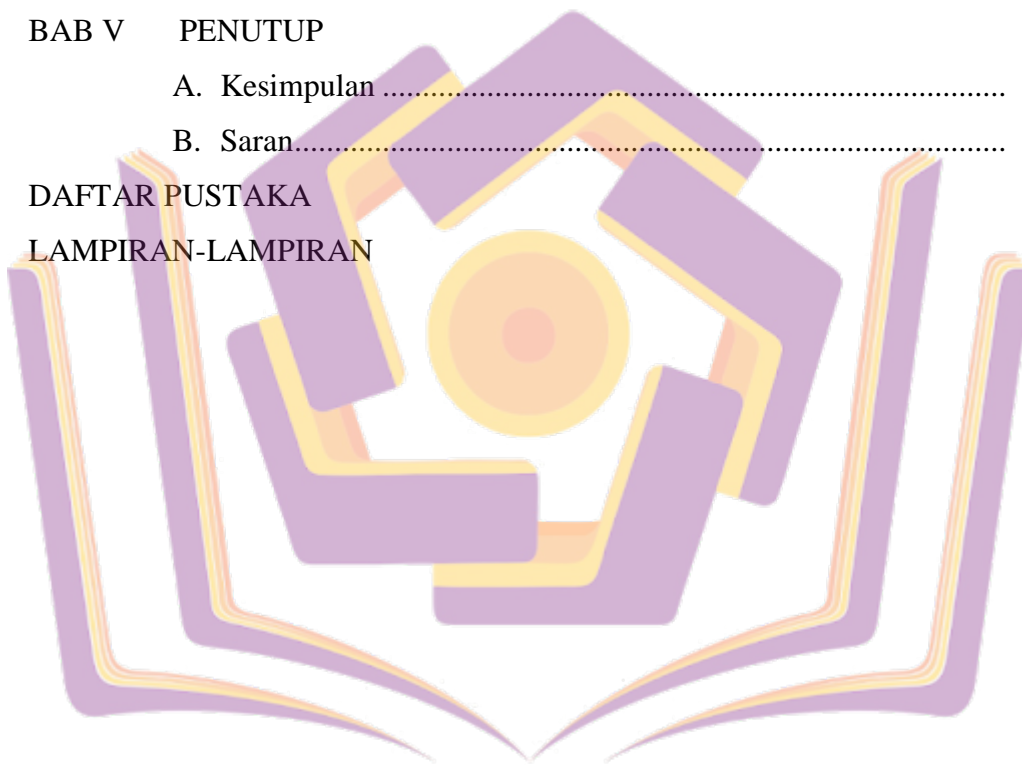 BAB V PENUTUP
A. Kesimpulan ..............................................................................
B. Saran.........................................................................................
DAFTAR PUSTAKA
LAMPIRAN-LAMPIRAN